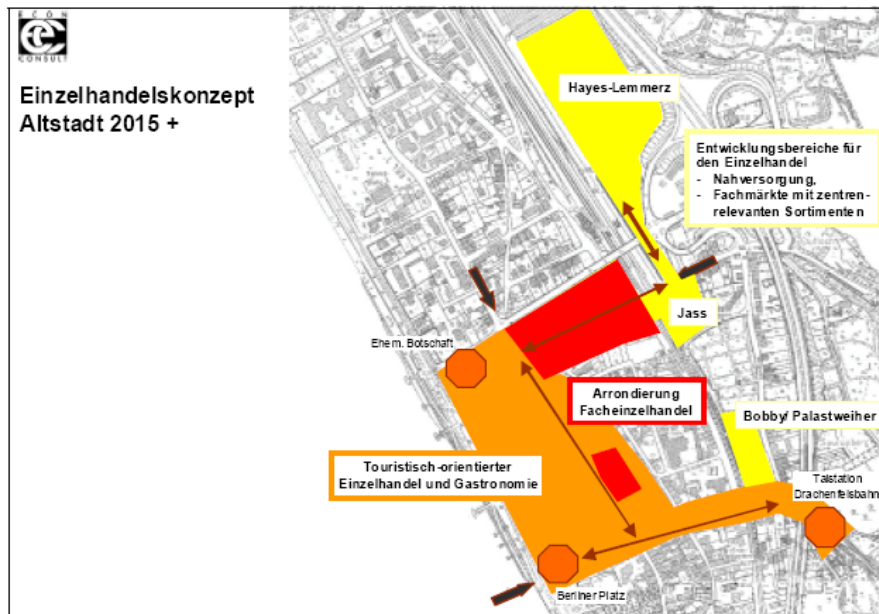 ECON
CONSULT
Einzelhandelskonzept
Altstadt 2015 +
Hayes-Lemmerz
Entwicklungsbereiche für
den Einzelhandel
- Nahversorgung,
- Fachmärkte mit zentren-
relevanten Sortimenten
Jass
Ehem. Botschaft
Arrondierung
Facheinzelhandel
Bobby/ Palastweiher
Touristisch-orientierter
Einzelhandel und Gastronomie
Talstation
Drachenfelsbahn
Berliner Platz